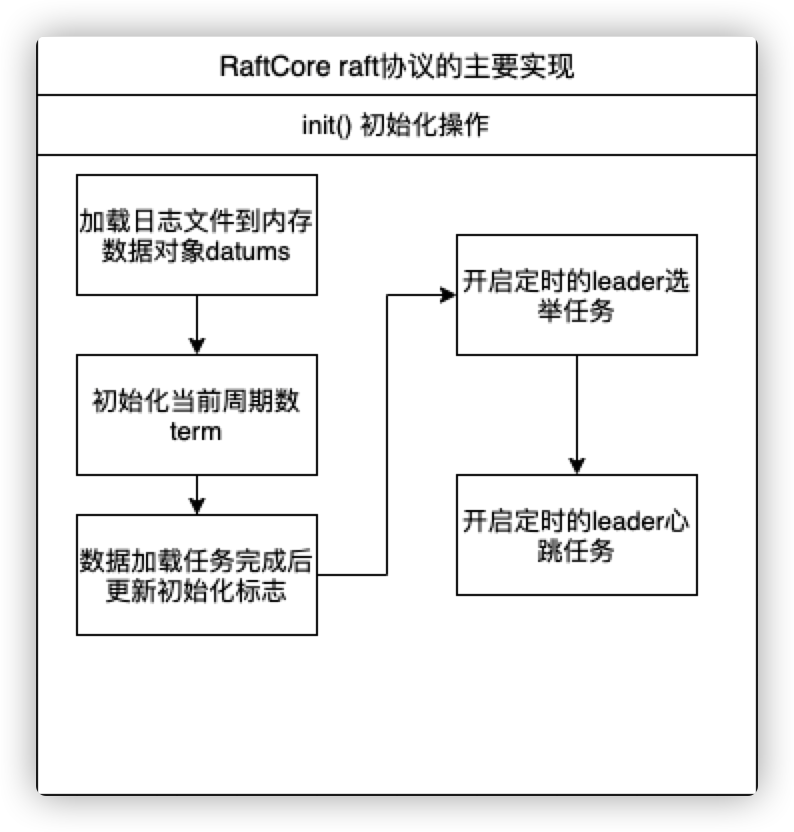 RaftCore raft协议的主要实现
init() 初始化操作
加载日志文件到内存
数据对象datums
初始化当前周期数
term
数据加载任务完成后
更新初始化标志
开启定时的leader选
举任务
开启定时的leader心
跳任务